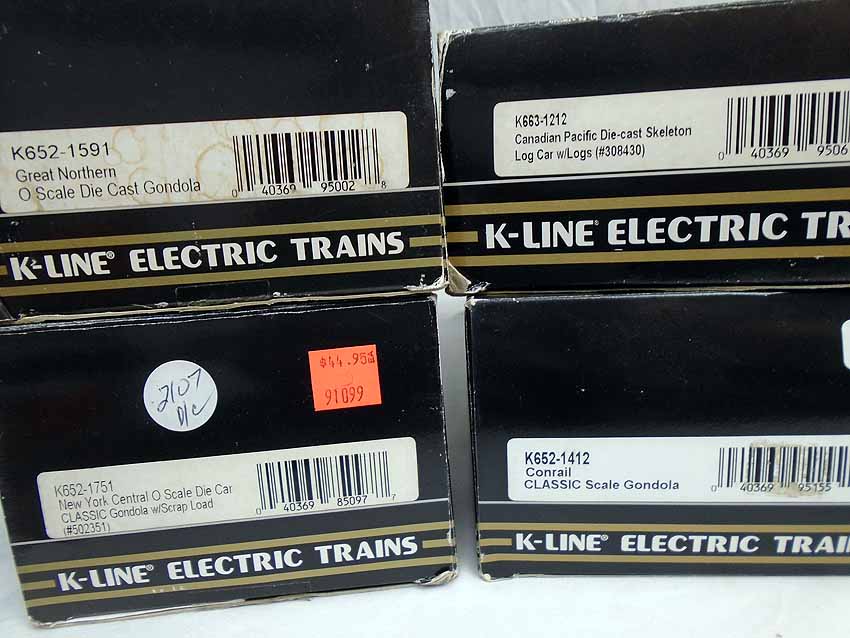 K652-1591
Great Northern
O Scale Die Cast Gondola
0 40369 95002 8
K-LINE® ELECTRIC TRAINS
K663-1212
Canadian Pacific Die-cast Skeleton
Log Car w/Logs (#308430)
0 40369 9506
K-LINE® ELECTRIC TR
2107
D/C
$44.95
91099
K652-1751
New York Central O Scale Die Car
CLASSIC Gondola w/Scrap Load
(#502351)
0 40369 85097 7
K-LINE® ELECTRIC TRAINS
K652-1412
Conrail
CLASSIC Scale Gondola
0 40369 95155
K-LINE® ELECTRIC TRAI